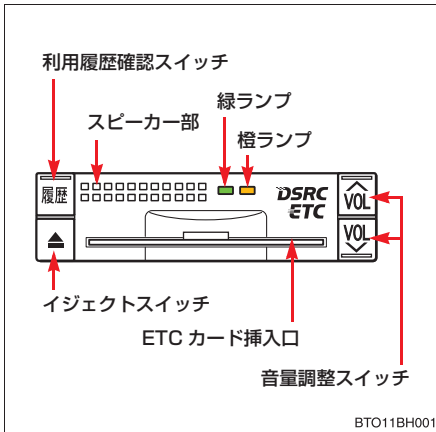 利用履歴確認スイッチ
スピーカー部
緑ランプ
橙ランプ
履歴
DSRC
ETC
VOL
VOL
イジェクトスイッチ
ETC カード挿入口
音量調整スイッチ
BTO11BH001